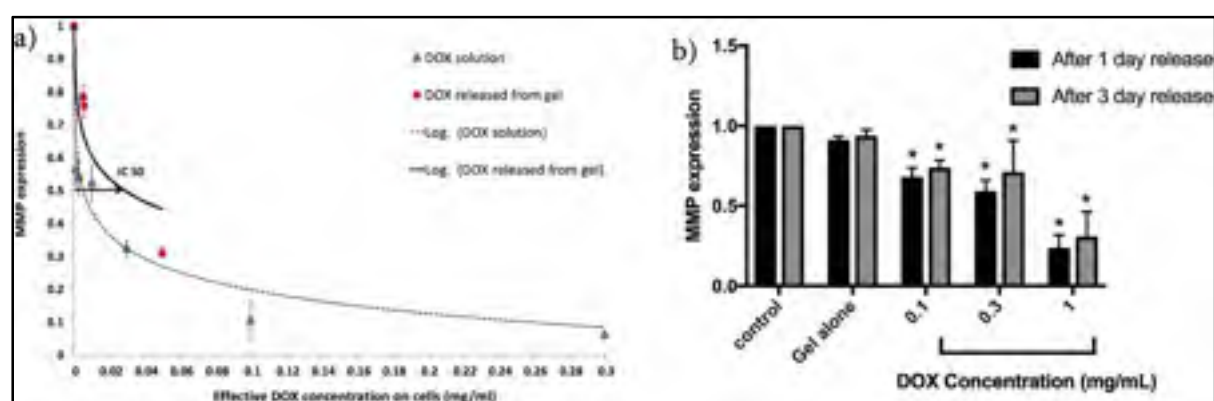 a)
MMP expression
1
0.9
0.8
0.7
0.6
0.5
0.4
0.3
0.2
0.1
0
IC 50
DOX solution
DOX released from gel
Log. (DOX solution)
Log. (DOX released from gel)
0 0.02 0.04 0.06 0.08 0.1 0.12 0.14 0.16 0.18 0.2 0.22 0.24 0.26 0.28 0.3
Effective DOX concentration on cells (mg/ml)
b)
MMP expression
1.5
1.0
0.5
0.0
After 1 day release
After 3 day release
* * * * * *
control
Gel alone
0.1
0.3
1
DOX Concentration (mg/mL)